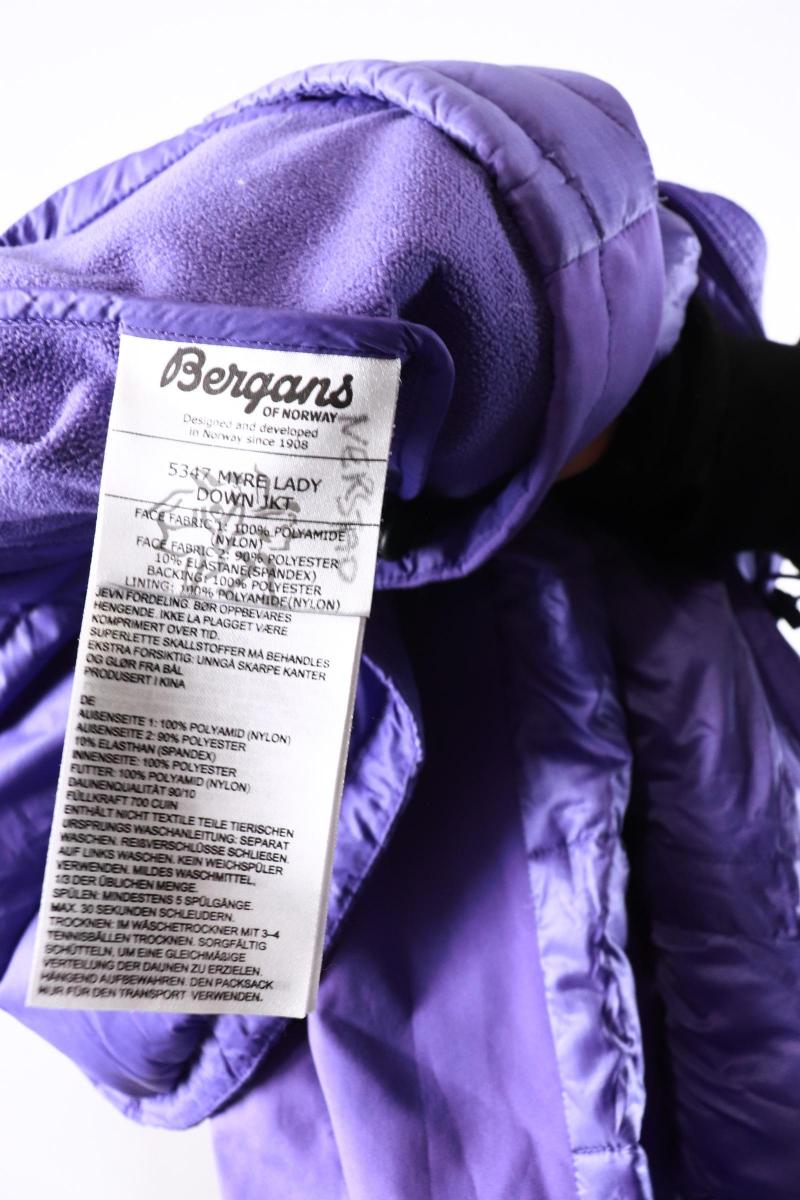 Bergans
OF NORWAY
Designed and developed
in Norway since 1908
5347 MYRE LADY
DOWN JKT
FACE FABRIC 1: 100% POLYAMIDE
(NYLON)
FACE FABRIC 2: 90% POLYESTER
10% ELASTANE(SPANDEX)
BACKING: 100% POLYESTER
LINING: 100% POLYAMIDE(NYLON)
JEVN FORDELING. BØR OPPBEVARES
HENGENDE. IKKE LA PLAGGET VÆRE
KOMPRIMERT OVER TID.
SUPERLETTE SKALLSTOFFER MÅ BEHANDLES
EKSTRA FORSIKTIG: UNNGÅ SKARPE KANTER
OG GLØR FRA BÅL
PRODUSERT I KINA
DE
AUßENSEITE 1: 100% POLYAMID (NYLON)
AUßENSEITE 2: 90% POLYESTER
10% ELASTHAN (SPANDEX)
INNENSEITE: 100% POLYESTER
FUTTER: 100% POLYAMID (NYLON)
DAUNENQUALITÄT 90/10
FÜLLKRAFT 700 CUIN
ENTHÄLT NICHT TEXTILE TEILE TIERISCHEN
URSPRUNGS WASCHANLEITUNG: SEPARAT
WASCHEN. REIßVERSCHLÜSSE SCHLIEßEN.
AUF LINKS WASCHEN. KEIN WEICHSPÜLER
VERWENDEN. MILDES WASCHMITTEL,
1/3 DER ÜBLICHEN MENGE.
SPÜLEN: MINDESTENS 5 SPÜLGÄNGE.
MAX. 30 SEKUNDEN SCHLEUDERN.
TROCKNEN: IM WÄSCHETROCKNER MIT 3–4
TENNISBÄLLEN TROCKNEN. SORGFÄLTIG
SCHÜTTELN, UM EINE GLEICHMÄßIGE
VERTEILUNG DER DAUNEN ZU ERZIELEN.
HÄNGEND AUFBEWAHREN. DEN PACKSACK
NUR FÜR DEN TRANSPORT VERWENDEN.